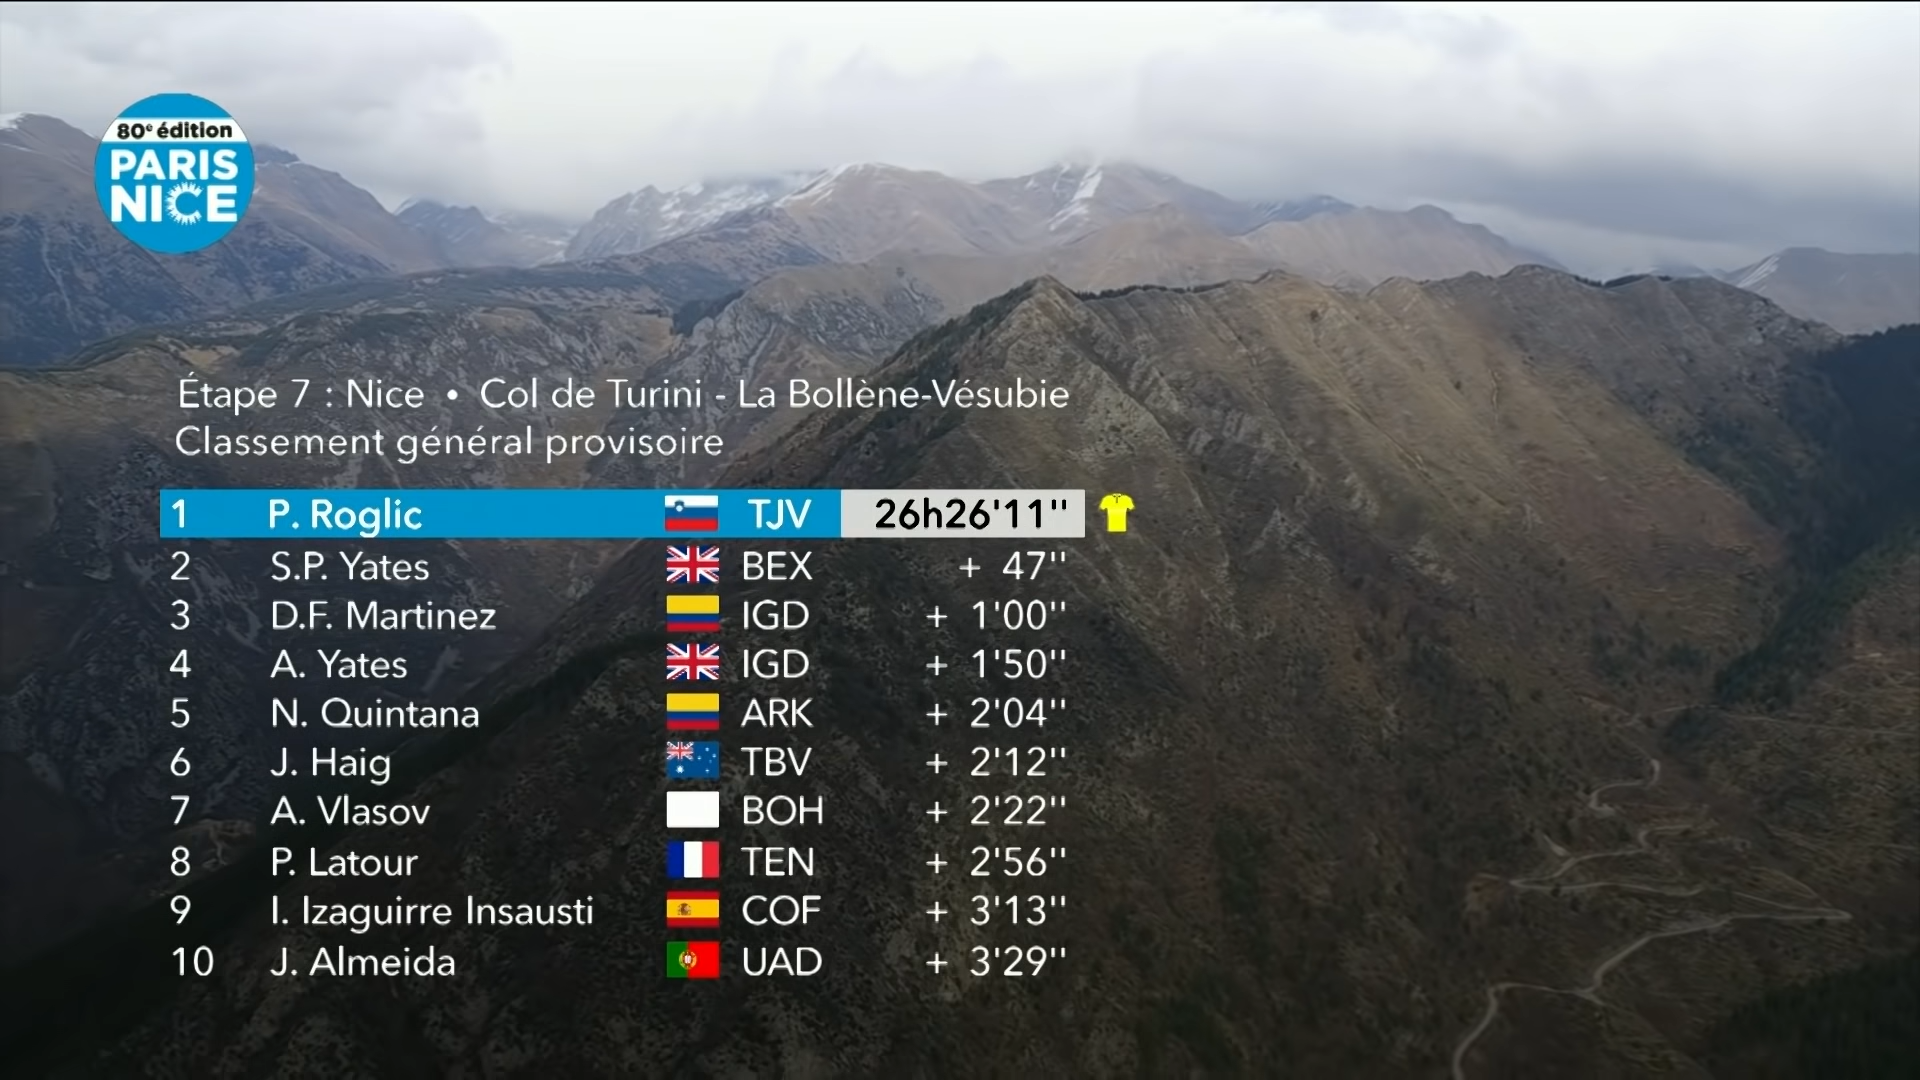 80e édition
PARIS
NICE
Étape 7 : Nice • Col de Turini - La Bollène-Vésubie
Classement général provisoire
1 P. Roglic TJV 26h26'11''
2 S.P. Yates BEX + 47''
3 D.F. Martinez IGD + 1'00''
4 A. Yates IGD + 1'50''
5 N. Quintana ARK + 2'04''
6 J. Haig TBV + 2'12''
7 A. Vlasov BOH + 2'22''
8 P. Latour TEN + 2'56''
9 I. Izaguirre Insausti COF + 3'13''
10 J. Almeida UAD + 3'29''